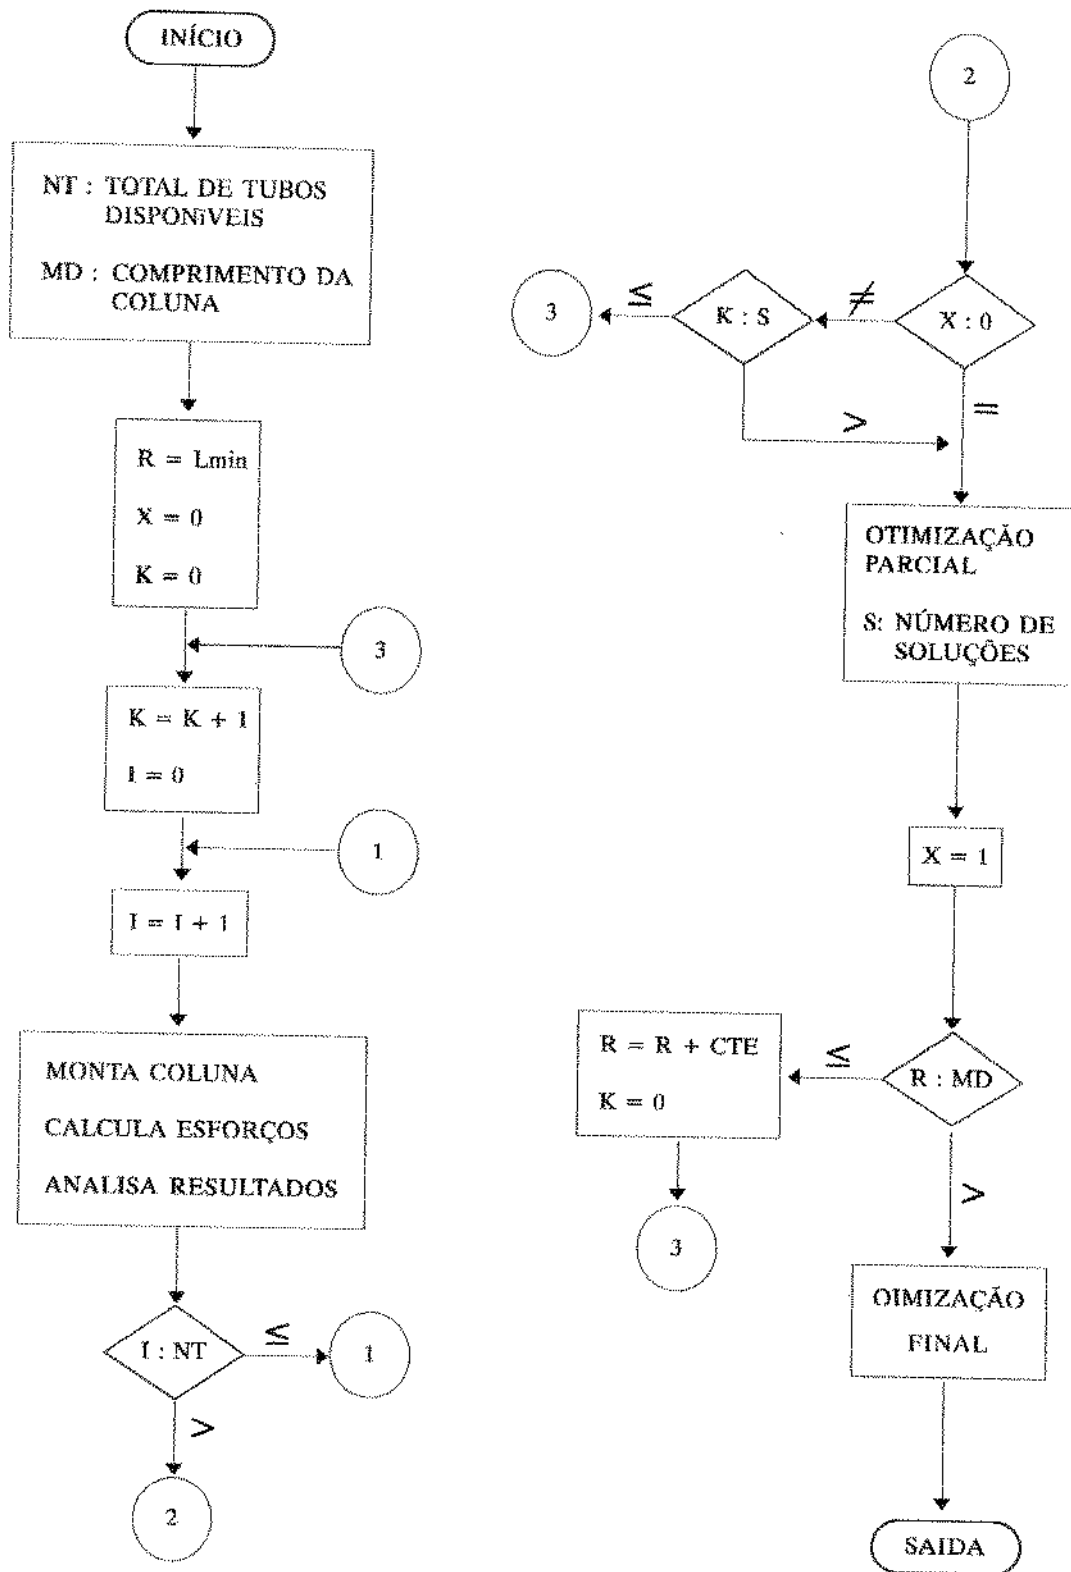 INÍCIO
NT : TOTAL DE TUBOS
DISPONíVEIS
MD : COMPRIMENTO DA
COLUNA
R = Lmin
X = 0
K = 0
3
K = K + 1
I = 0
1
I = I + 1
MONTA COLUNA
CALCULA ESFORÇOS
ANALISA RESULTADOS
I : NT
≤
1
>
2
2
X : 0
≠
K : S
≤
3
>
=
OTIMIZAÇÃO
PARCIAL
S: NÚMERO DE
SOLUÇÕES
X = 1
R : MD
≤
R = R + CTE
K = 0
3
>
OIMIZAÇÃO
FINAL
SAIDA